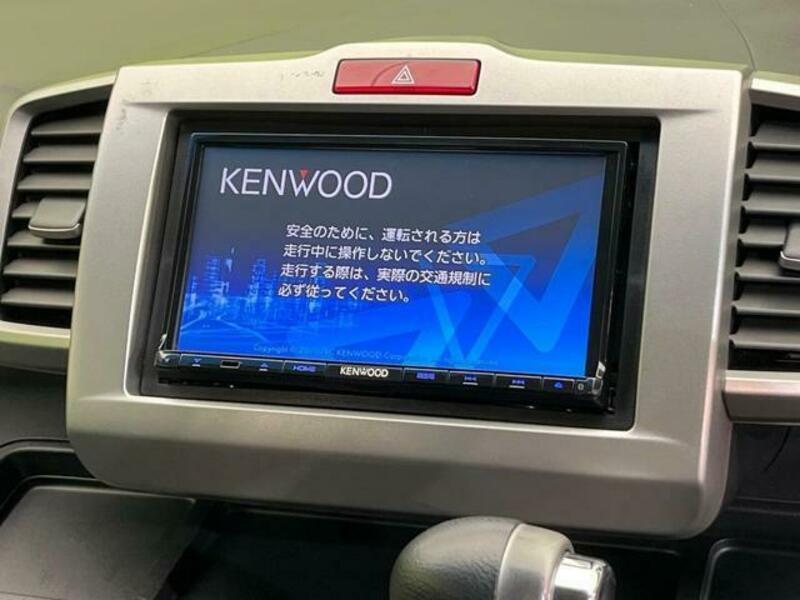 KENWOOD
安全のために、運転される方は
走行中に操作しないでください。
走行する際は、実際の交通規制に
必ず従ってください。
KENWOOD Corporation
HOME
KENWOOD